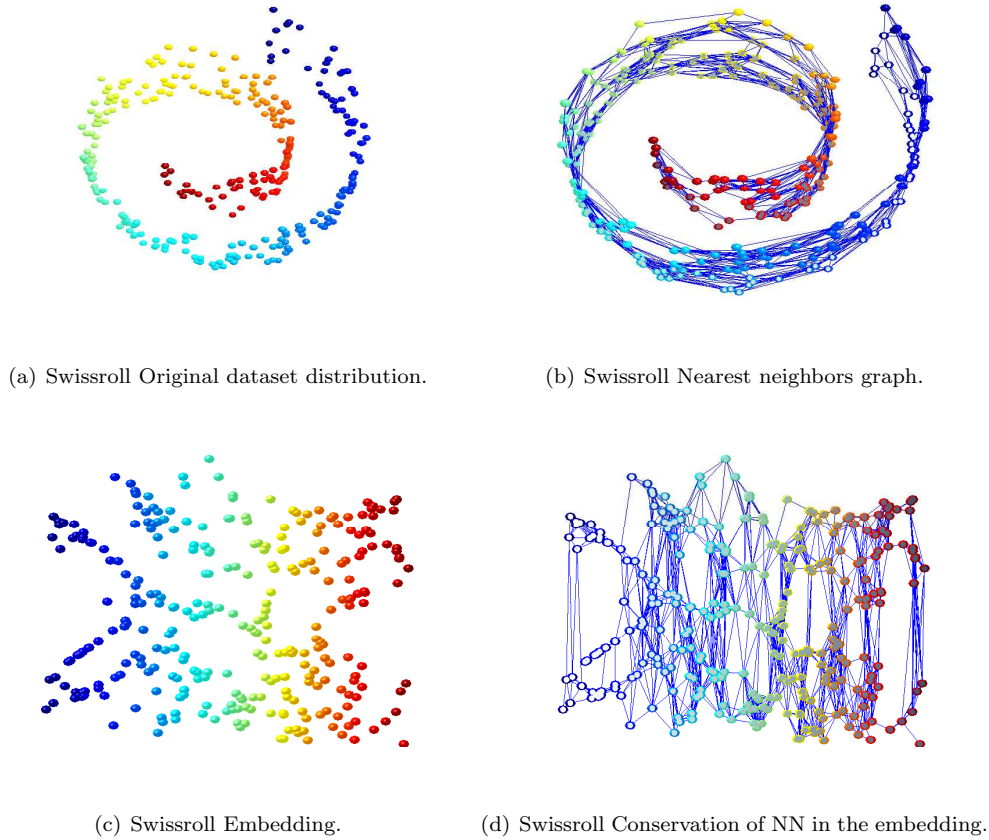 (a) Swissroll Original dataset distribution.
(b) Swissroll Nearest neighbors graph.
(c) Swissroll Embedding.
(d) Swissroll Conservation of NN in the embedding.